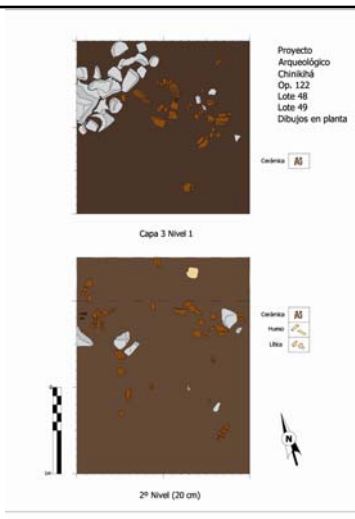 Proyecto
Arqueológico
Chinikihá
Op. 122
Lote 48
Lote 49
Dibujos en planta
Cerámica
Capa 3 Nivel 1
Cerámica
Hueso
Lítica
N
2º Nivel (20 cm)